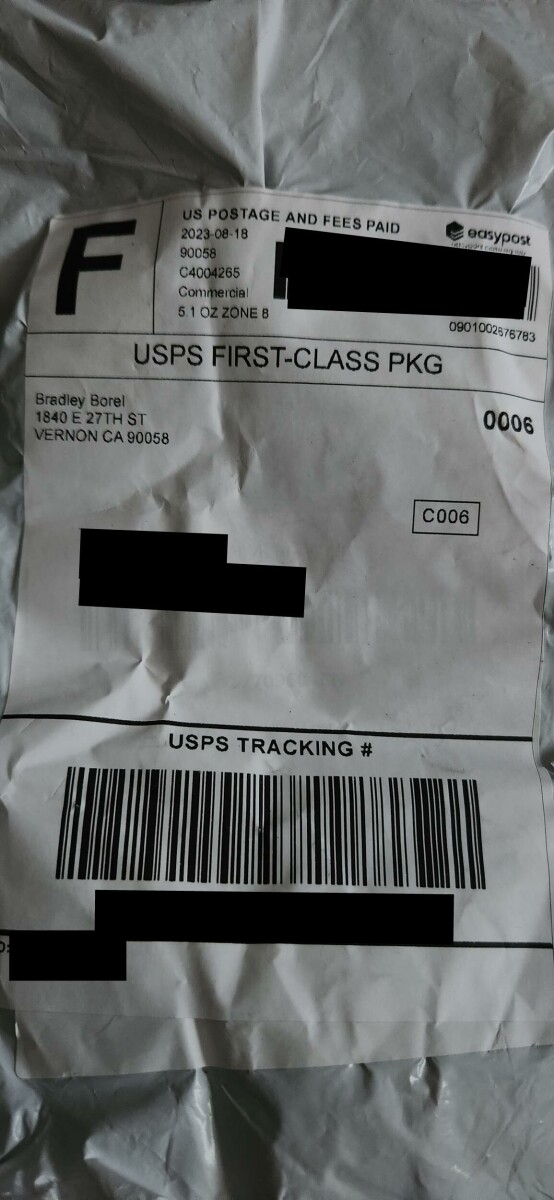 F
US POSTAGE AND FEES PAID
2023-08-18
90058
C4004265
Commercial
5.1 OZ ZONE 8
easypost
0901002676783
USPS FIRST-CLASS PKG
Bradley Borel
1840 E 27TH ST
VERNON CA 90058
0006
C006
USPS TRACKING #